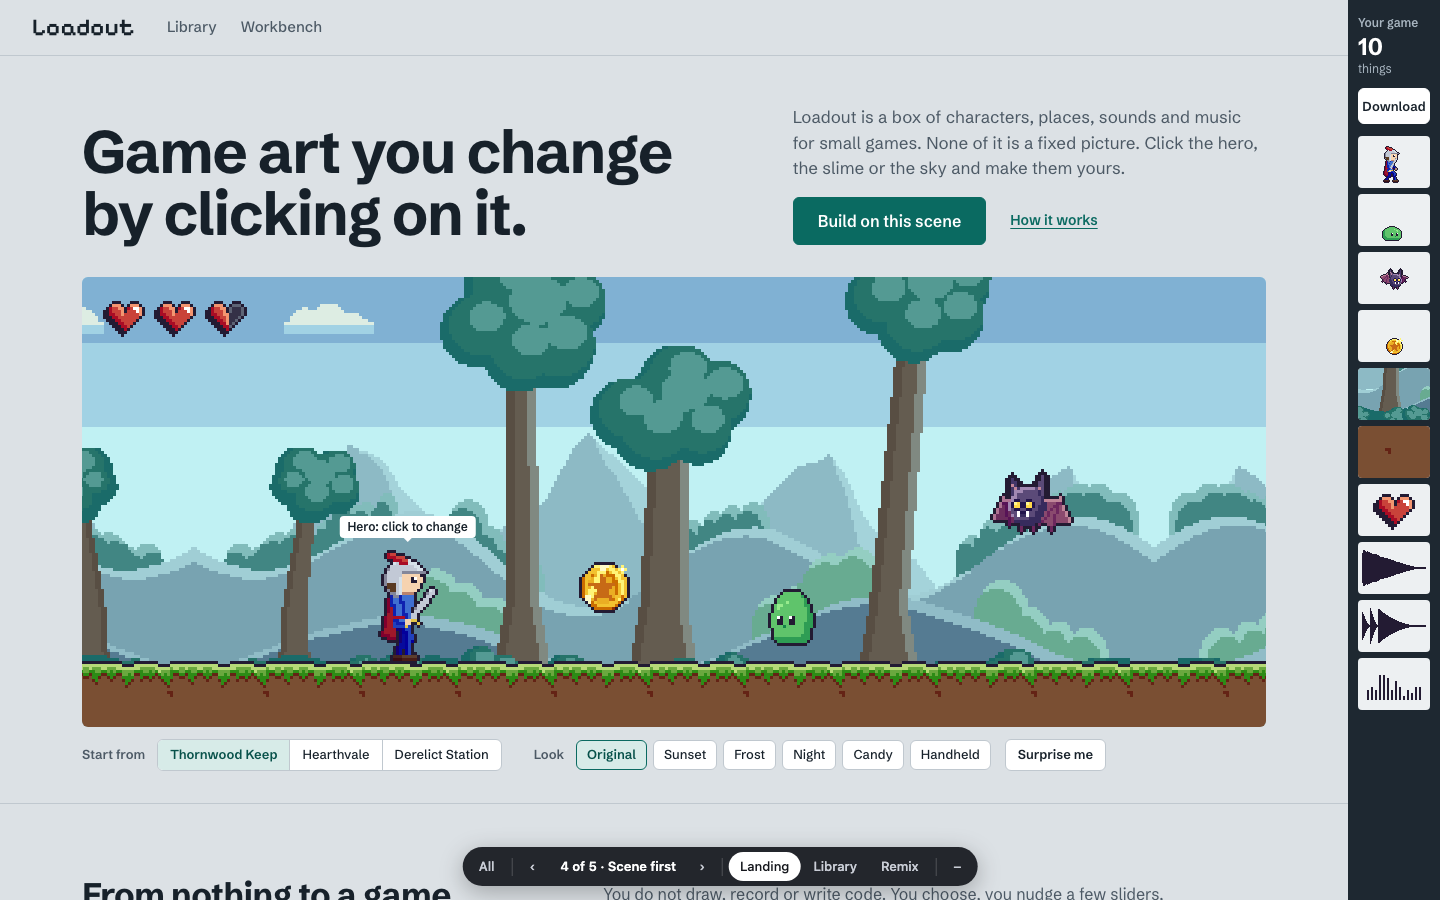 Loadout
Library
Workbench
Your game
10
things
Download
Game art you change
by clicking on it.
Loadout is a box of characters, places, sounds and music
for small games. None of it is a fixed picture. Click the hero,
the slime or the sky and make them yours.
Build on this scene
How it works
Hero: click to change
Start from
Thornwood Keep
Hearthvale
Derelict Station
Look
Original
Sunset
Frost
Night
Candy
Handheld
Surprise me
From nothing to a game
You do not draw, record or write code. You choose, you nudge a few sliders,
All
‹
4 of 5 · Scene first
›
Landing
Library
Remix
–